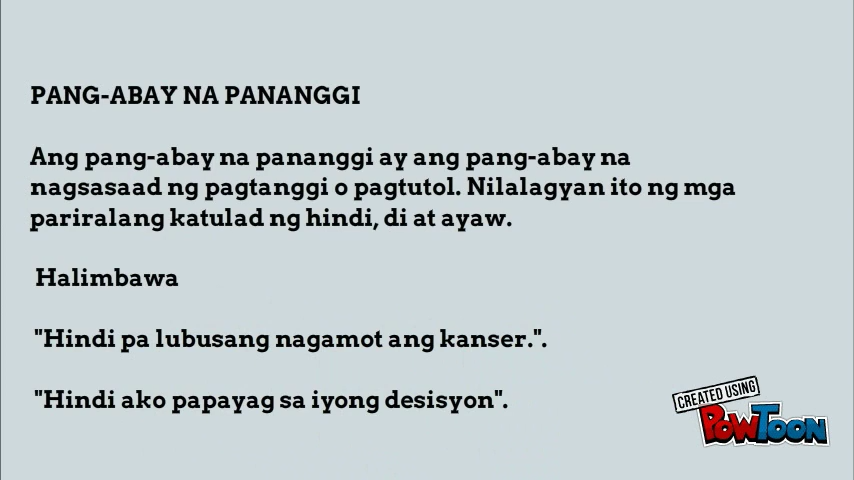 PANG-ABAY NA PANANGGI
Ang pang-abay na pananggi ay ang pang-abay na
nagsasaad ng pagtanggi o pagtutol. Nilalagyan ito ng mga
pariralang katulad ng hindi, di at ayaw.
Halimbawa
"Hindi pa lubusang nagamot ang kanser.".
"Hindi ako papayag sa iyong desisyon".
CREATED USING
POWTOON